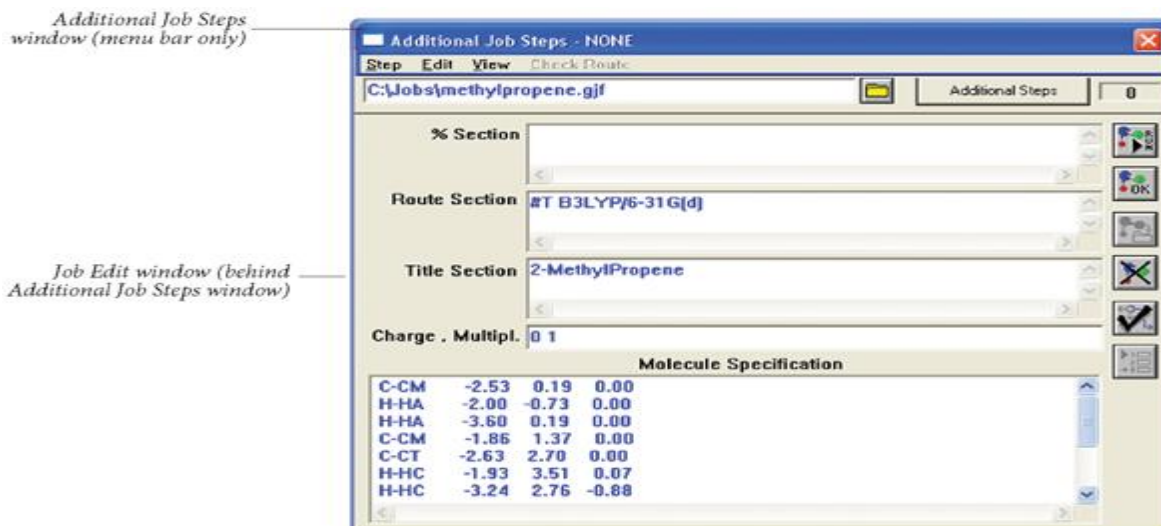 Additional Job Steps
window (menu bar only)
Additional Job Steps - NONE
Step Edit View Check Route
C:\Jobs\methylpropene.gjf
Additional Steps
0
% Section
Route Section
#T B3LYP/6-31G(d)
Job Edit window (behind
Additional Job Steps window)
Title Section
2-MethylPropene
Charge , Multipl.
0 1
Molecule Specification
C-CM -2.53 0.19 0.00
H-HA -2.00 -0.73 0.00
H-HA -3.60 0.19 0.00
C-CM -1.86 1.37 0.00
C-CT -2.63 2.70 0.00
H-HC -1.93 3.51 0.07
H-HC -3.24 2.76 -0.88
RUN
OK